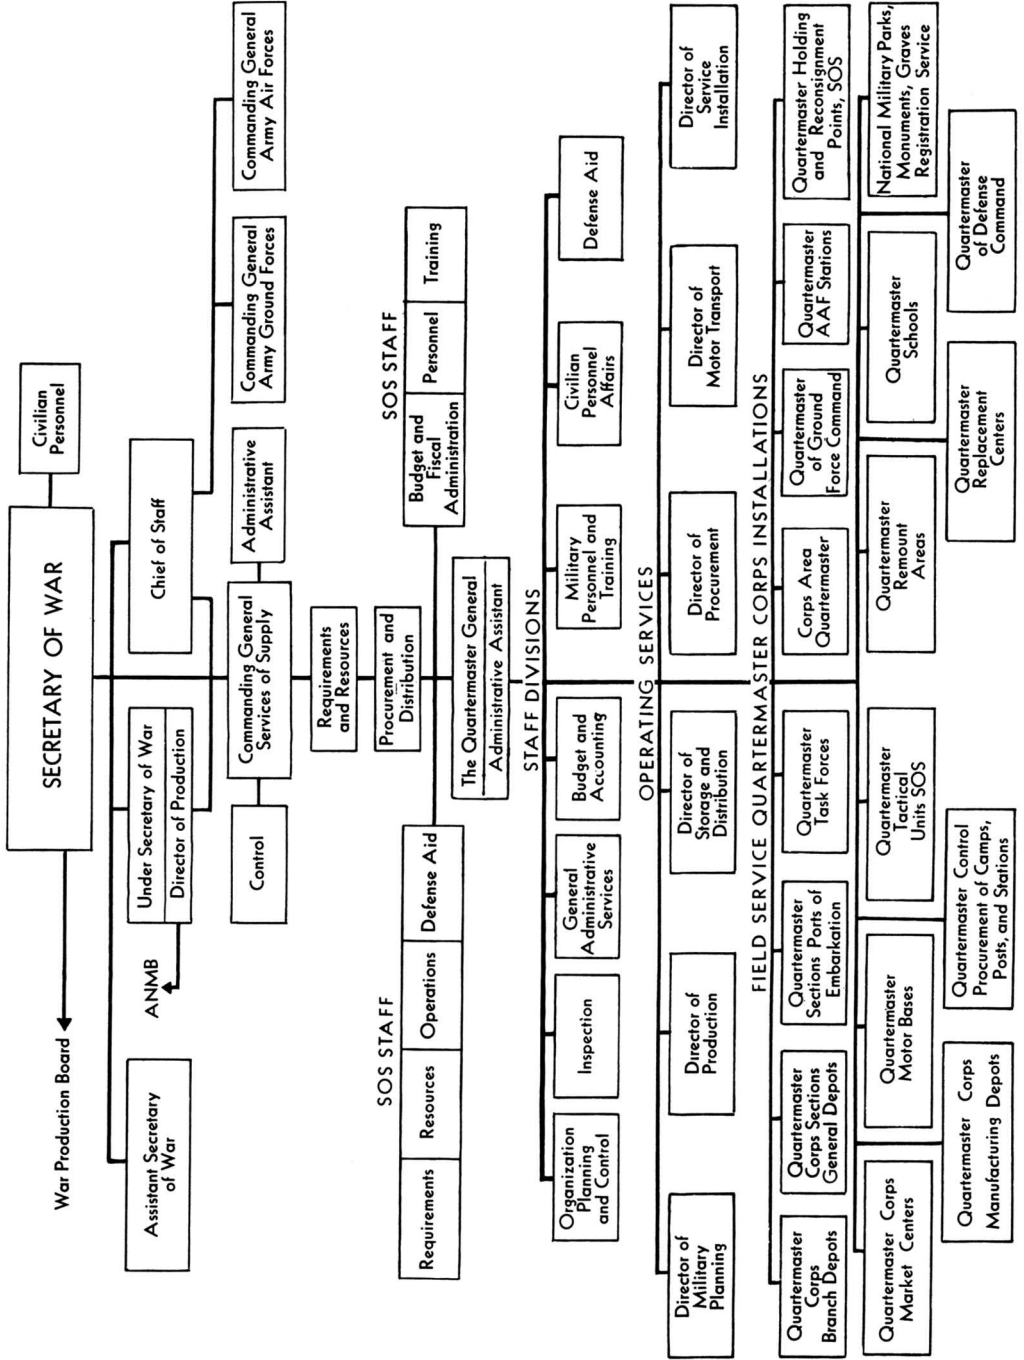 SECRETARY OF WAR
Civilian
Personnel
War Production Board
Assistant Secretary
of War
ANMB
Under Secretary of War
Director of Production
Chief of Staff
Control
Commanding General
Services of Supply
Administrative
Assistant
Commanding General
Army Ground Forces
Commanding General
Army Air Forces
Requirements
and Resources
Procurement and
Distribution
SOS STAFF
Requirements
Resources
Operations
Defense Aid
SOS STAFF
Budget and
Fiscal
Administration
Personnel
Training
The Quartermaster General
Administrative Assistant
STAFF DIVISIONS
Organization
Planning
and Control
Inspection
General
Administrative
Services
Budget and
Accounting
Military
Personnel and
Training
Civilian
Personnel
Affairs
Defense Aid
OPERATING SERVICES
Director of
Military
Planning
Director of
Production
Director of
Storage and
Distribution
Director of
Procurement
Director of
Motor Transport
Director of
Service
Installation
FIELD SERVICE QUARTERMASTER CORPS INSTALLATIONS
Quartermaster
Corps
Branch Depots
Quartermaster
Corps Sections
General Depots
Quartermaster
Sections Ports of
Embarkation
Quartermaster
Task Forces
Corps Area
Quartermaster
Quartermaster
of Ground
Force Command
Quartermaster
AAF Stations
Quartermaster Holding
and Reconsignment
Points, SOS
Quartermaster Corps
Market Centers
Quartermaster
Motor Bases
Quartermaster
Tactical
Units SOS
Quartermaster
Remount
Areas
Quartermaster
Schools
National Military Parks,
Monuments, Graves
Registration Service
Quartermaster Corps
Manufacturing Depots
Quartermaster Control
Procurement of Camps,
Posts, and Stations
Quartermaster
Replacement
Centers
Quartermaster
of Defense
Command